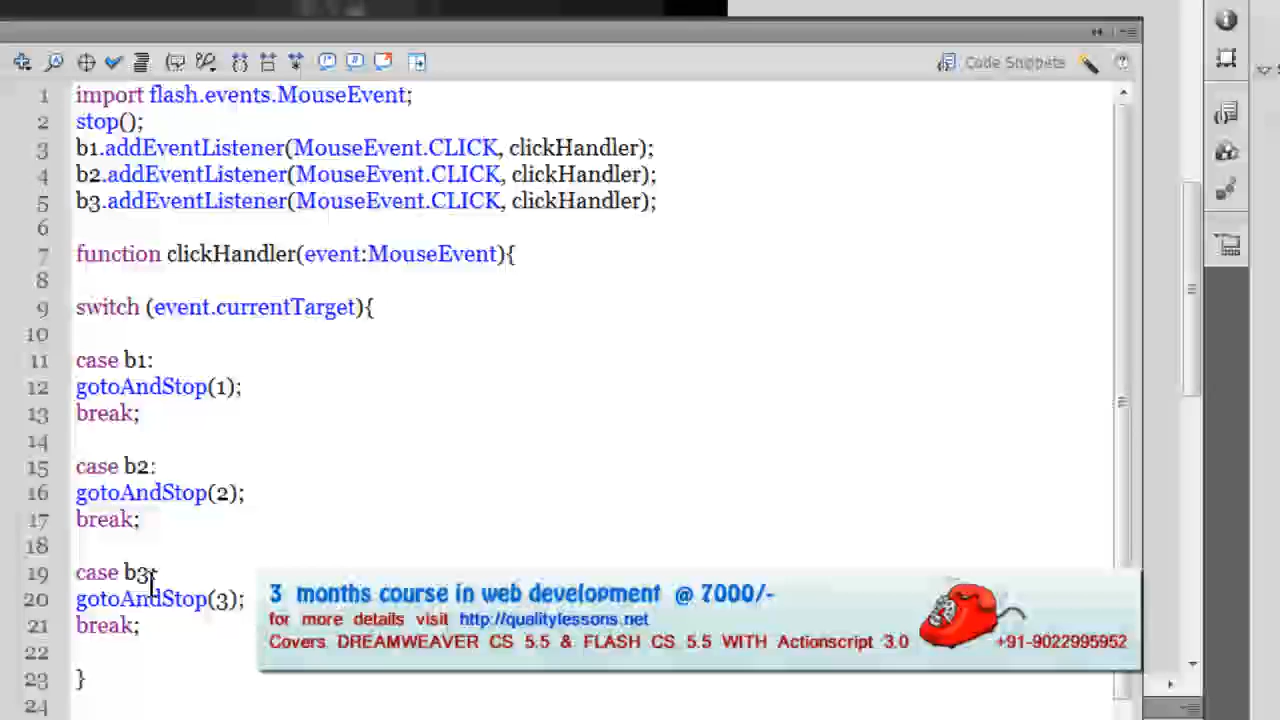 Code Snippets
1 import flash.events.MouseEvent;
2 stop();
3 b1.addEventListener(MouseEvent.CLICK, clickHandler);
4 b2.addEventListener(MouseEvent.CLICK, clickHandler);
5 b3.addEventListener(MouseEvent.CLICK, clickHandler);
6
7 function clickHandler(event:MouseEvent){
8
9 switch (event.currentTarget){
10
11 case b1:
12 gotoAndStop(1);
13 break;
14
15 case b2:
16 gotoAndStop(2);
17 break;
18
19 case b3:
20 gotoAndStop(3);
21 break;
22
23 }
24
3 months course in web development @ 7000/-
for more details visit http://qualitylessons.net
Covers DREAMWEAVER CS 5.5 & FLASH CS 5.5 WITH Actionscript 3.0
+91-9022995952